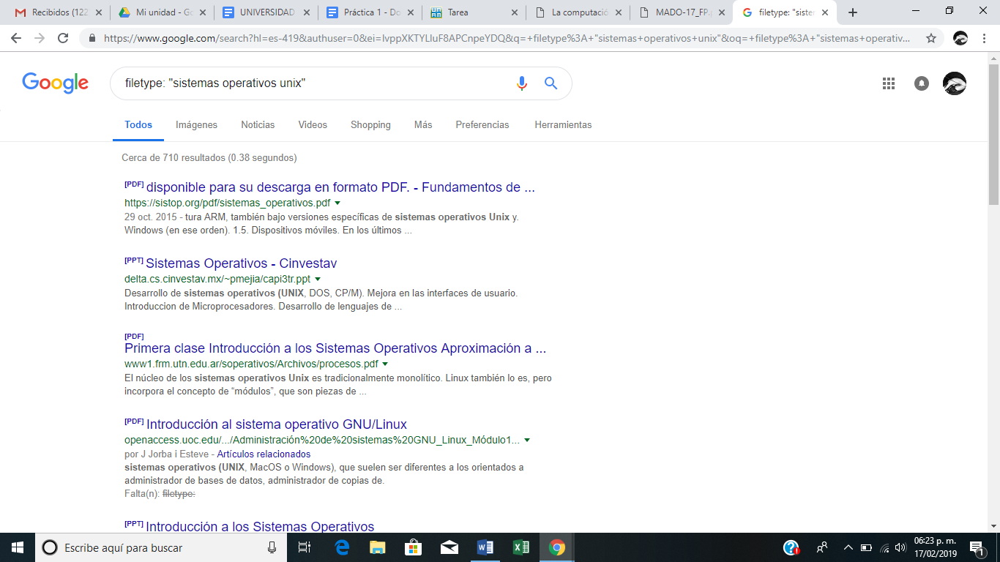 Recibidos (122
Mi unidad - Go
UNIVERSIDAD
Práctica 1 - Do
Tarea
La computació
MADO-17_FP.p
filetype: "sister
https://www.google.com/search?hl=es-419&authuser=0&ei=IvppXKTYLIuF8APCnpeYDQ&q=+filetype%3A+"sistemas+operativos+unix"&oq=+filetype%3A+"sistemas+operativ...
Google
filetype: "sistemas operativos unix"
Todos
Imágenes
Noticias
Videos
Shopping
Más
Preferencias
Herramientas
Cerca de 710 resultados (0.38 segundos)
[PDF] disponible para su descarga en formato PDF. - Fundamentos de ...
https://sistop.org/pdf/sistemas_operativos.pdf
29 oct. 2015 - tura ARM, también bajo versiones específicas de sistemas operativos Unix y.
Windows (en ese orden). 1.5. Dispositivos móviles. En los últimos ...
[PPT] Sistemas Operativos - Cinvestav
delta.cs.cinvestav.mx/~pmejia/capi3tr.ppt
Desarrollo de sistemas operativos (UNIX, DOS, CP/M). Mejora en las interfaces de usuario.
Introduccion de Microprocesadores. Desarrollo de lenguajes de ...
[PDF]
Primera clase Introducción a los Sistemas Operativos Aproximación a ...
www1.frm.utn.edu.ar/soperativos/Archivos/procesos.pdf
El núcleo de los sistemas operativos Unix es tradicionalmente monolítico. Linux también lo es, pero
incorpora el concepto de “módulos”, que son piezas de ...
[PDF] Introducción al sistema operativo GNU/Linux
openaccess.uoc.edu/.../Administración%20de%20sistemas%20GNU_Linux_Módulo1...
por J Jorba i Esteve - Artículos relacionados
sistemas operativos (UNIX, MacOS o Windows), que suelen ser diferentes a los orientados a
administrador de bases de datos, administrador de copias de.
Falta(n): filetype:
[PPT] Introducción a los Sistemas Operativos
Escribe aquí para buscar
06:23 p. m.
17/02/2019
1